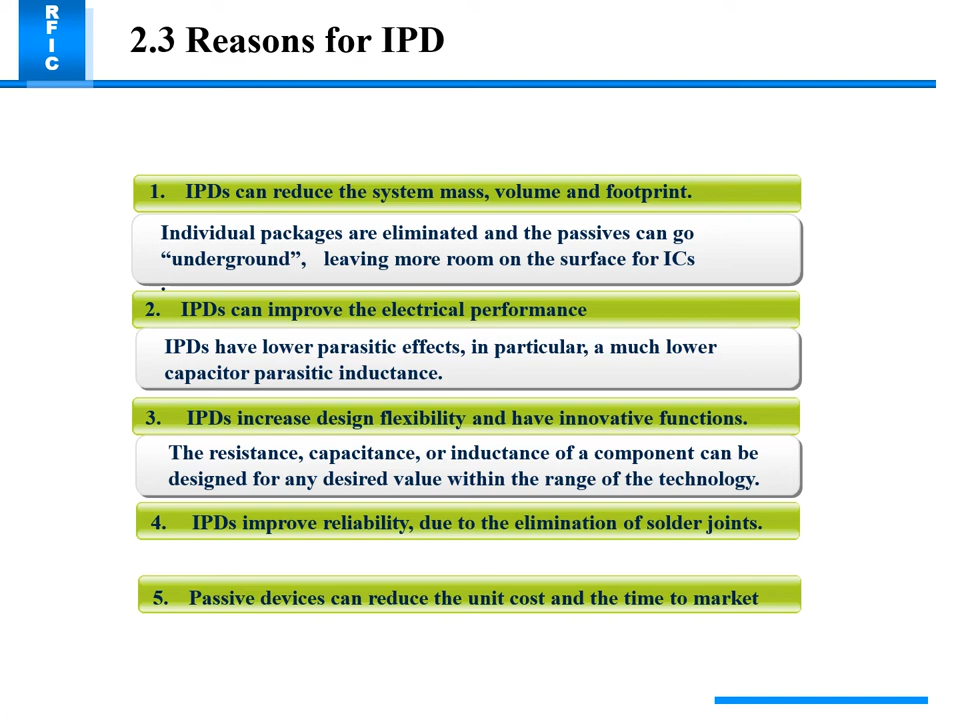 R
F
I
C
2.3 Reasons for IPD
1. IPDs can reduce the system mass, volume and footprint.
Individual packages are eliminated and the passives can go
“underground”, leaving more room on the surface for ICs
.
2. IPDs can improve the electrical performance
IPDs have lower parasitic effects, in particular, a much lower
capacitor parasitic inductance.
3. IPDs increase design flexibility and have innovative functions.
The resistance, capacitance, or inductance of a component can be
designed for any desired value within the range of the technology.
4. IPDs improve reliability, due to the elimination of solder joints.
5. Passive devices can reduce the unit cost and the time to market